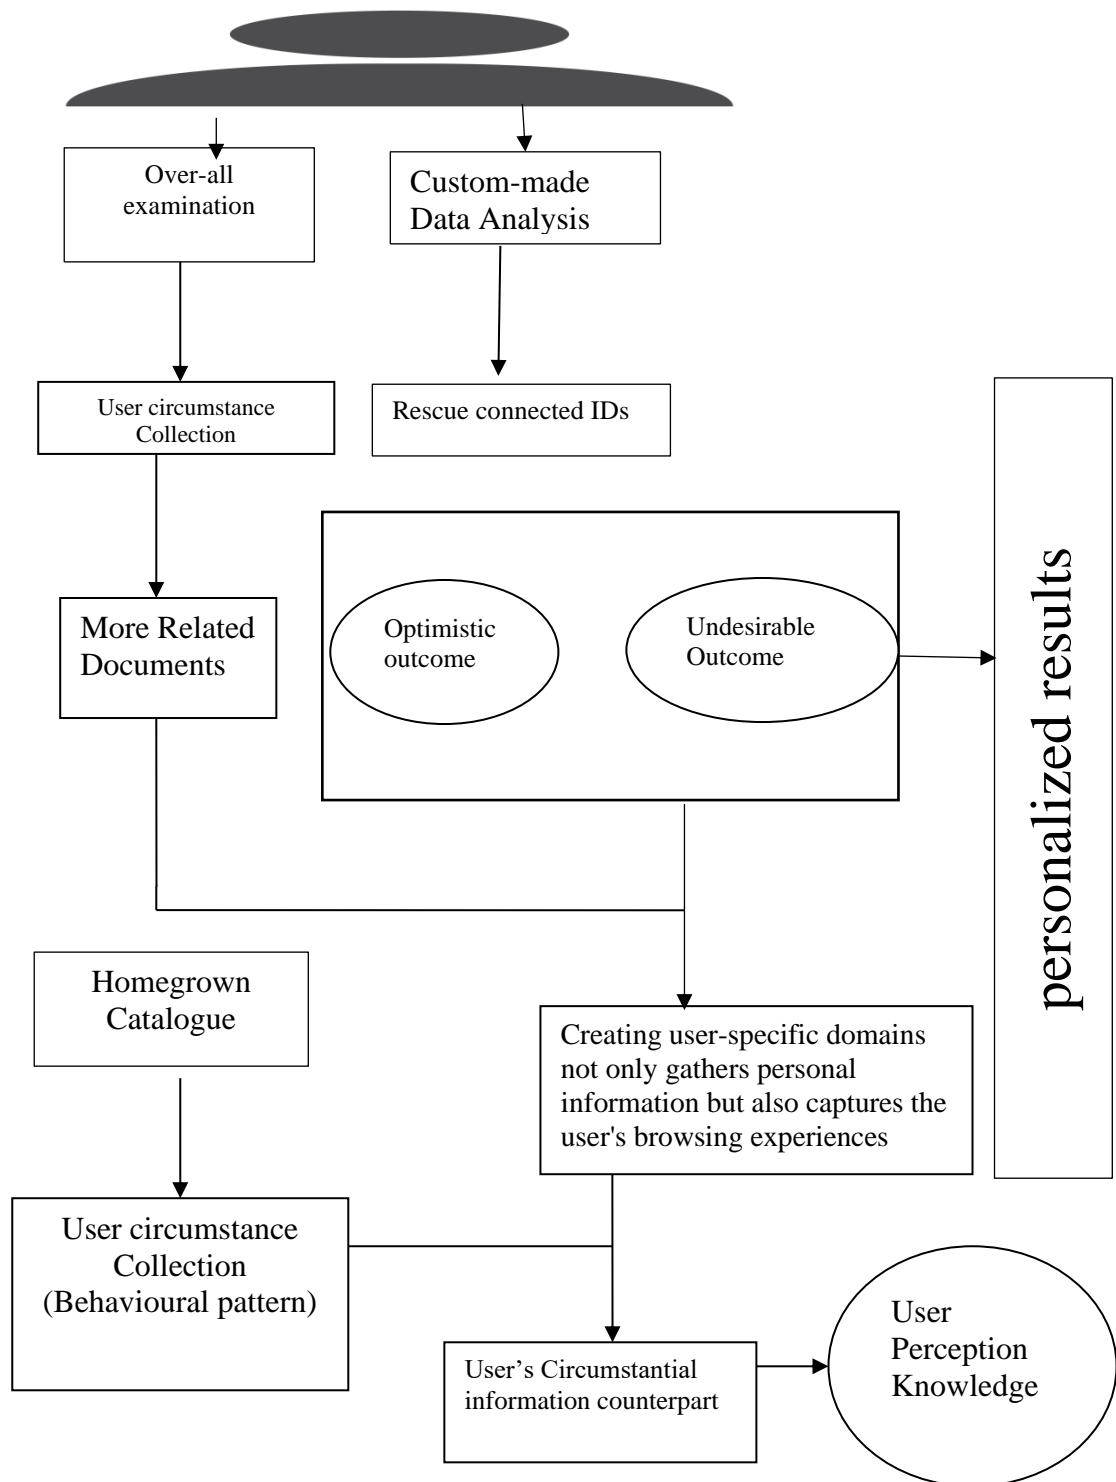 Over-all
examination
Custom-made
Data Analysis
User circumstance
Collection
Rescue connected IDs
More Related
Documents
Optimistic
outcome
Undesirable
Outcome
personalized results
Homegrown
Catalogue
Creating user-specific domains
not only gathers personal
information but also captures the
user's browsing experiences
User circumstance
Collection
(Behavioural pattern)
User’s Circumstantial
information counterpart
User
Perception
Knowledge